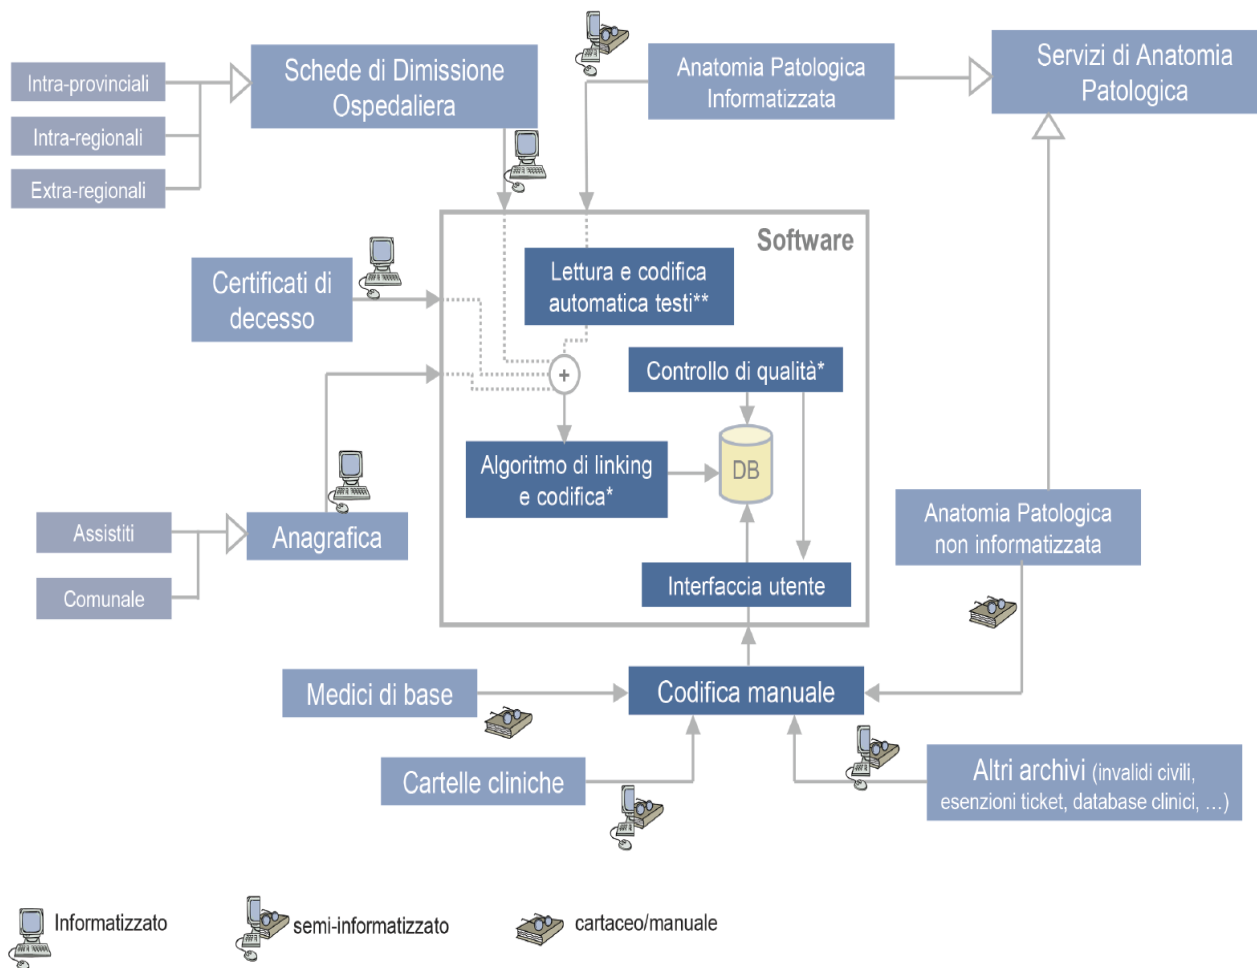 Schede di Dimissione
Ospedaliera
Intra-provinciali
Intra-regionali
Extra-regionali
Anatomia Patologica
Informatizzata
Servizi di Anatomia
Patologica
Software
Certificati di
decesso
Lettura e codifica
automatica testi**
+
Controllo di qualità*
Algoritmo di linking
e codifica*
DB
Assistiti
Comunale
Anagrafica
Anatomia Patologica
non informatizzata
Interfaccia utente
Medici di base
Codifica manuale
Cartelle cliniche
Altri archivi (invalidi civili,
esenzioni ticket, database clinici, ...)
Informatizzato
semi-informatizzato
cartaceo/manuale